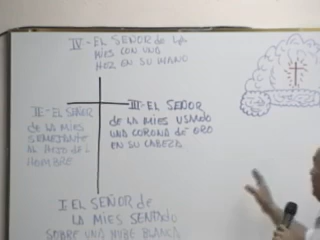 IV - EL SEÑOR de LA
MIES CON UNA
HOZ EN SU MANO
II - EL SEÑOR
de LA MIES
SEMEJANTE
AL HIJO del
HOMBRE
III - EL SEÑOR
de LA MIES USANDO
UNA CORONA de ORO
EN SU CABEZA
I EL SEÑOR de
LA MIES SENTADO
SOBRE UNA NUBE BLANCA